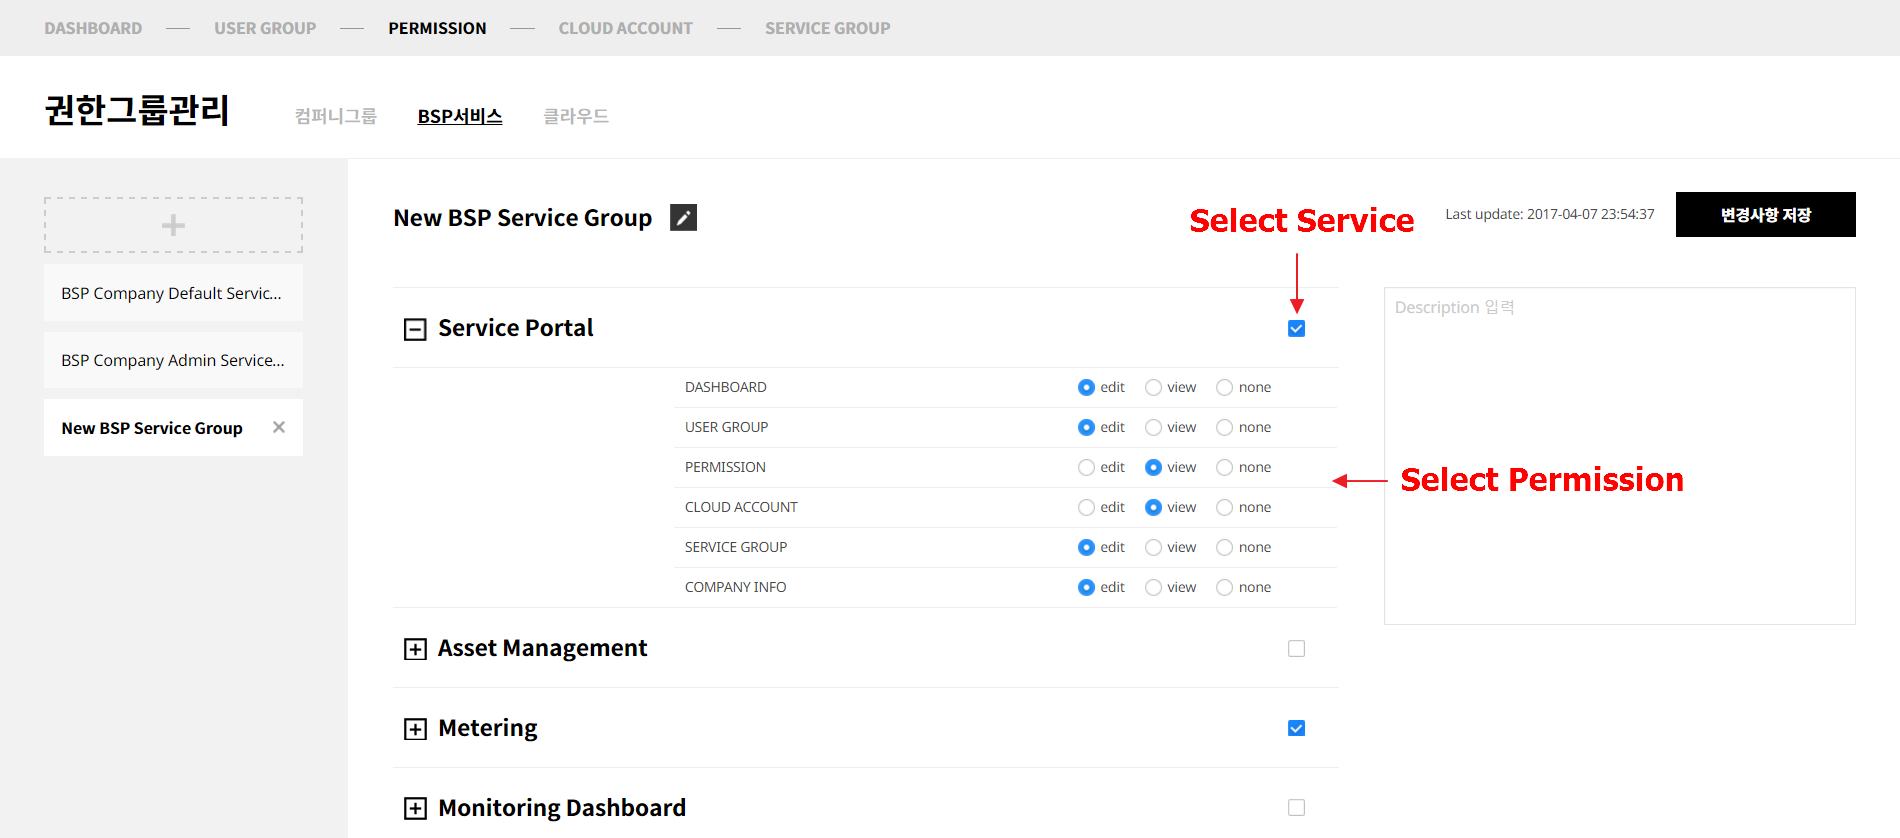 DASHBOARD — USER GROUP — PERMISSION — CLOUD ACCOUNT — SERVICE GROUP
권한그룹관리 컴퍼니그룹 BSP서비스 클라우드
BSP Company Default Servic...
BSP Company Admin Service...
New BSP Service Group
New BSP Service Group
Select Service
Last update: 2017-04-07 23:54:37
변경사항 저장
Service Portal
DASHBOARD edit view none
USER GROUP edit view none
PERMISSION edit view none
CLOUD ACCOUNT edit view none
SERVICE GROUP edit view none
COMPANY INFO edit view none
Asset Management
Metering
Monitoring Dashboard
Description 입력
Select Permission